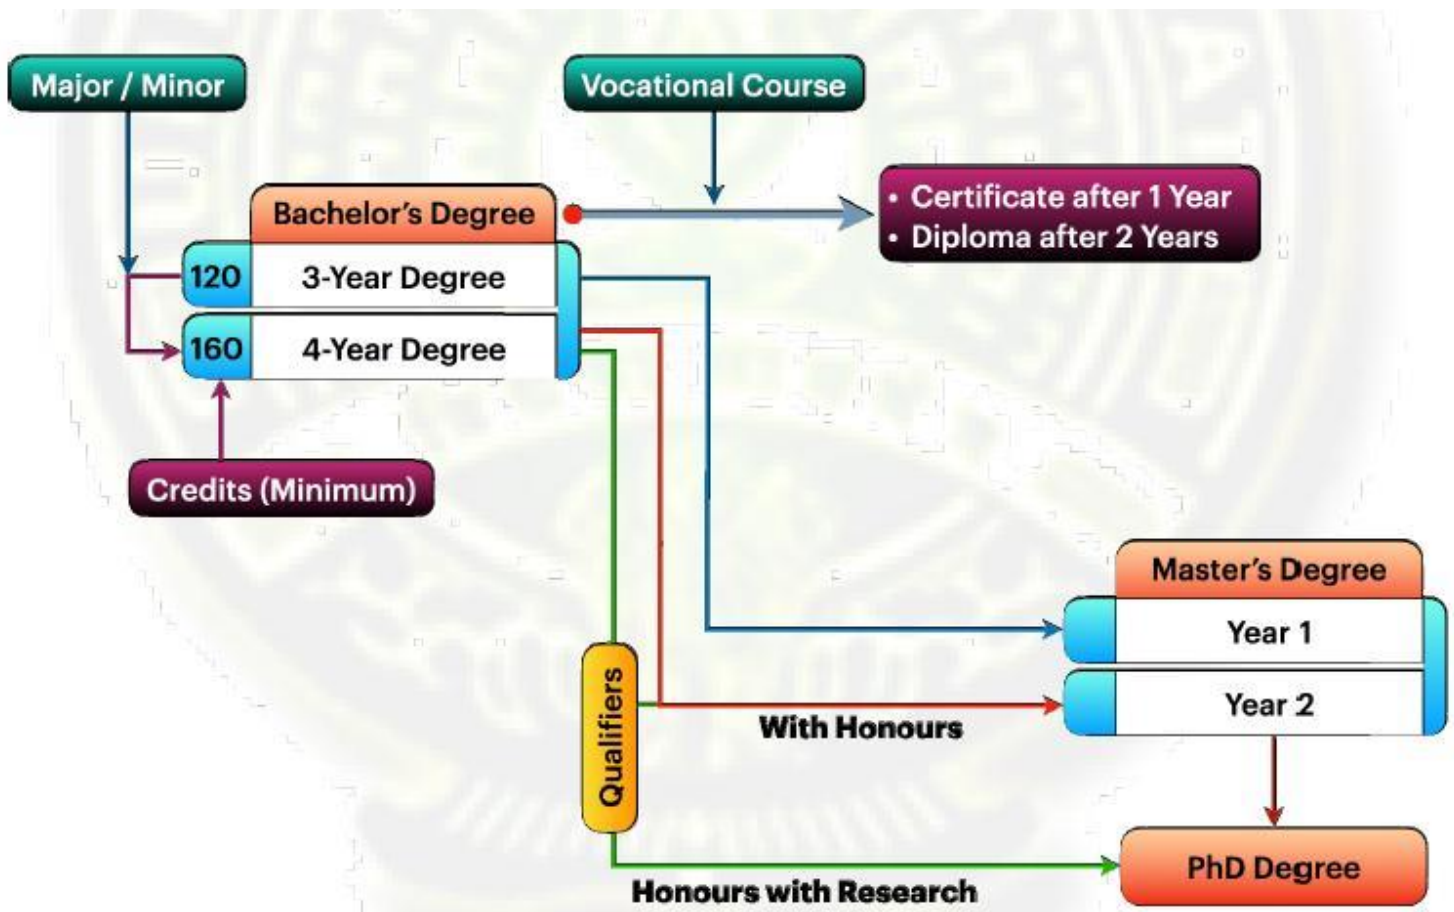 Major / Minor
Vocational Course
Bachelor's Degree
• Certificate after 1 Year
• Diploma after 2 Years
120
3-Year Degree
160
4-Year Degree
Credits (Minimum)
Master's Degree
Year 1
Year 2
Qualifiers
With Honours
PhD Degree
Honours with Research